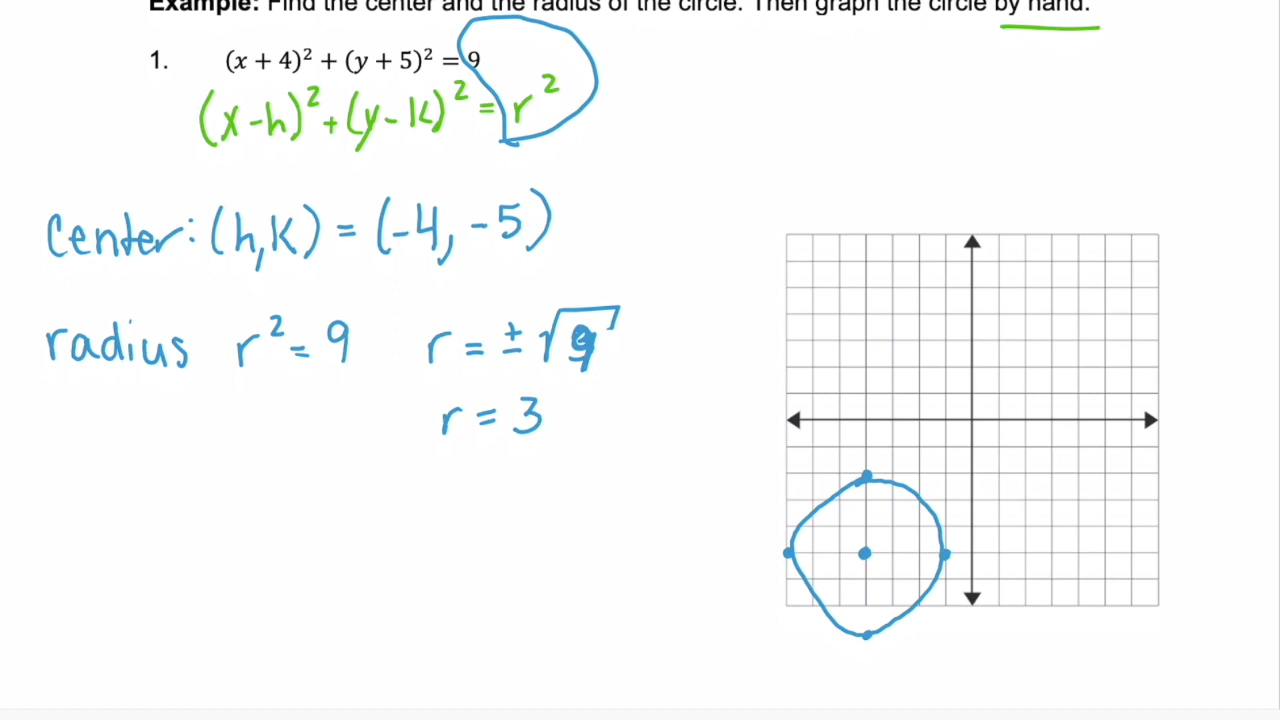 Example: Find the center and the radius of the circle. Then graph the circle by hand.
1. (x + 4)² + (y + 5)² = 9
(x-h)²+(y-k)² = r²
Center: (h,k) = (-4, -5)
radius r² = 9 r = ± √9
r = 3